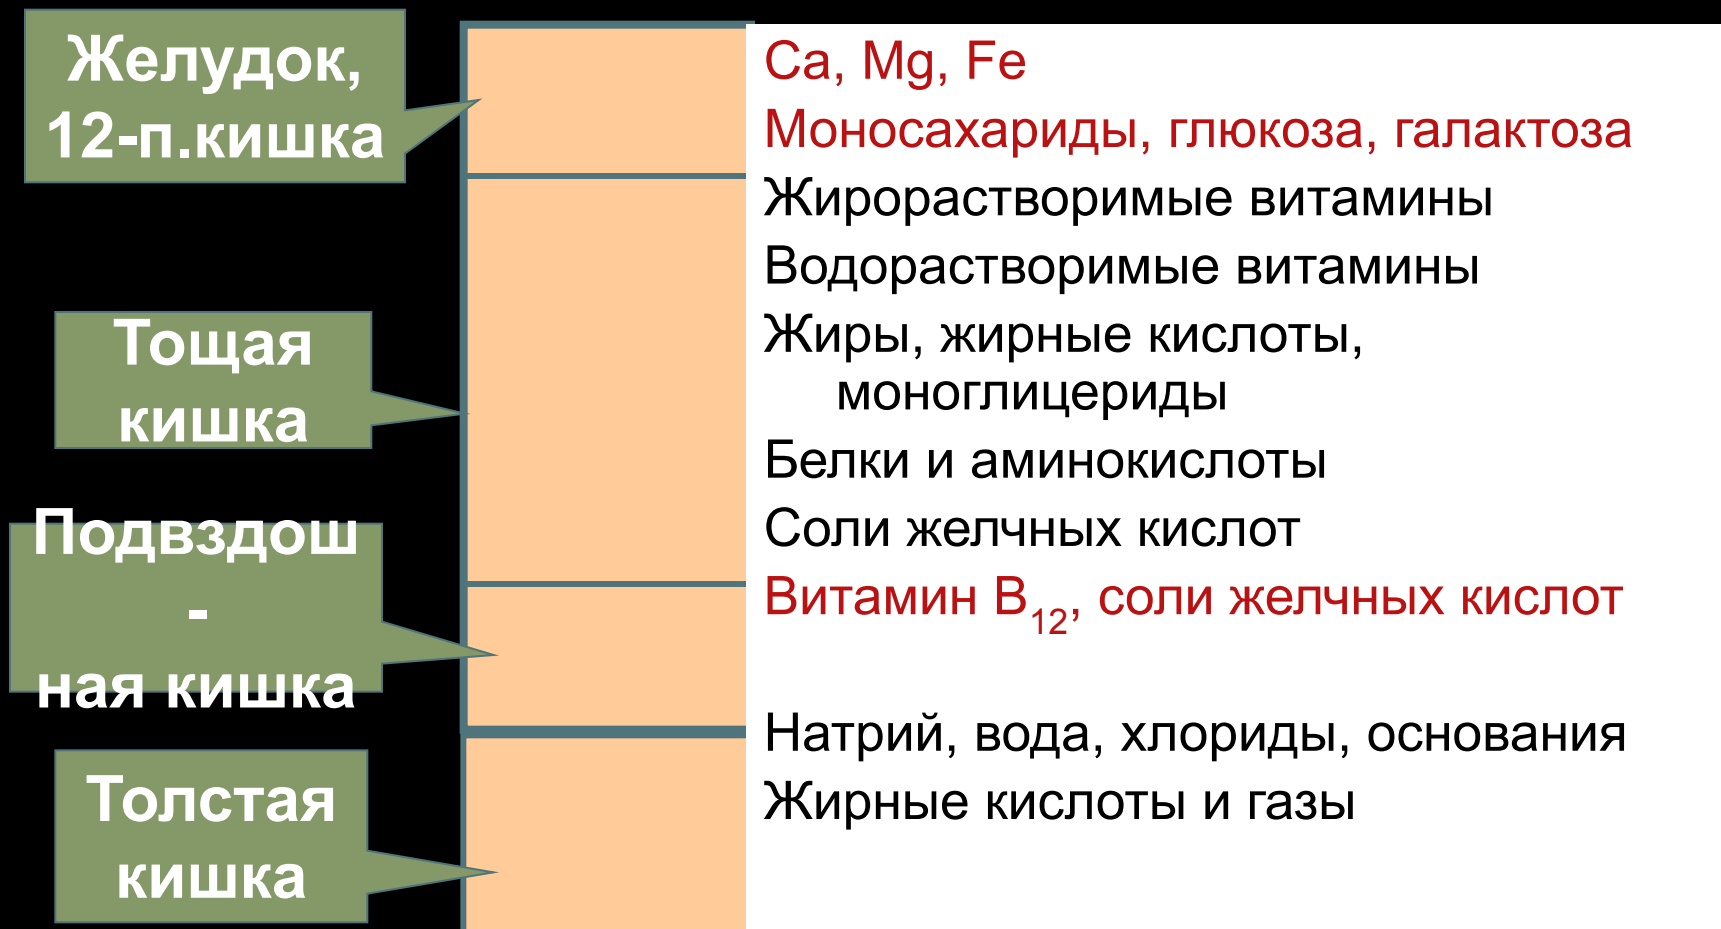 Желудок,
12-п.кишка
Ca, Mg, Fe
Моносахариды, глюкоза, галактоза
Жирорастворимые витамины
Водорастворимые витамины
Тощая
кишка
Жиры, жирные кислоты,
моноглицериды
Белки и аминокислоты
Соли желчных кислот
Подвздош
-
ная кишка
Витамин В12, соли желчных кислот
Толстая
кишка
Натрий, вода, хлориды, основания
Жирные кислоты и газы